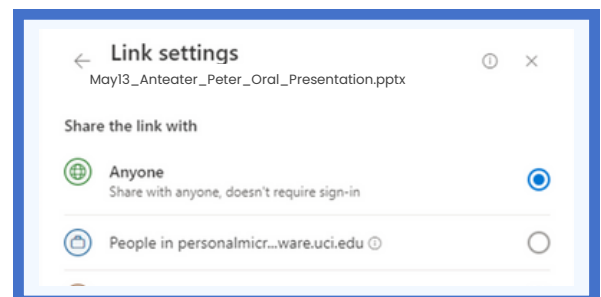 Link settings
May13_Anteater_Peter_Oral_Presentation.pptx
Share the link with
Anyone
Share with anyone, doesn't require sign-in
People in personalmicr...ware.uci.edu